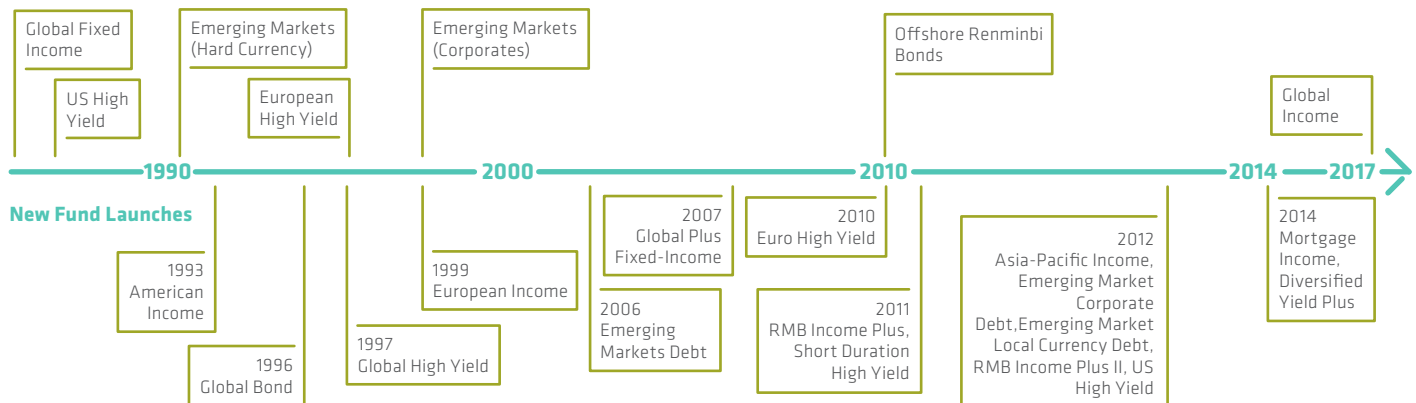 Global Fixed
Income
US High
Yield
Emerging Markets
(Hard Currency)
European
High Yield
Emerging Markets
(Corporates)
Offshore Renminbi
Bonds
Global
Income
1990
2000
2010
2014
2017
New Fund Launches
1993
American
Income
1996
Global Bond
1997
Global High Yield
1999
European Income
2006
Emerging
Markets Debt
2007
Global Plus
Fixed-Income
2010
Euro High Yield
2011
RMB Income Plus,
Short Duration
High Yield
2012
Asia-Pacific Income,
Emerging Market
Corporate
Debt,Emerging Market
Local Currency Debt,
RMB Income Plus II, US
High Yield
2014
Mortgage
Income,
Diversified
Yield Plus